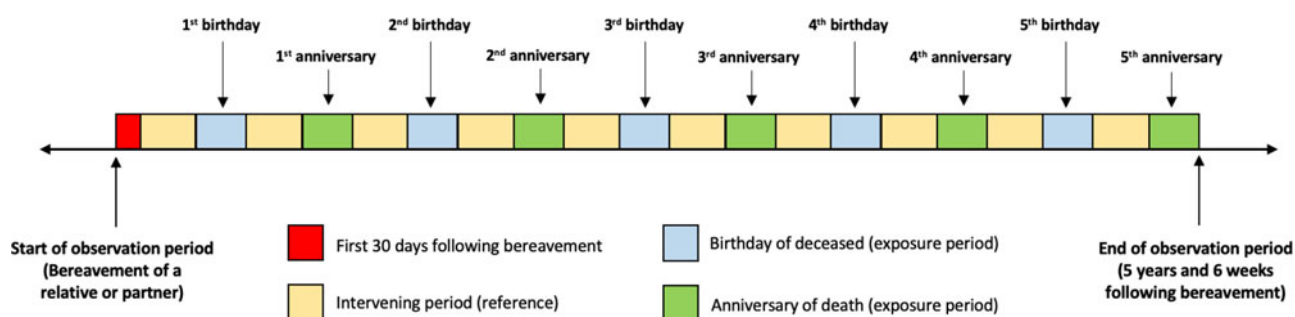 1st birthday
2nd birthday
3rd birthday
4th birthday
5th birthday
1st anniversary
2nd anniversary
3rd anniversary
4th anniversary
5th anniversary
Start of observation period
(Bereavement of a
relative or partner)
First 30 days following bereavement
Intervening period (reference)
Birthday of deceased (exposure period)
Anniversary of death (exposure period)
End of observation period
(5 years and 6 weeks
following bereavement)